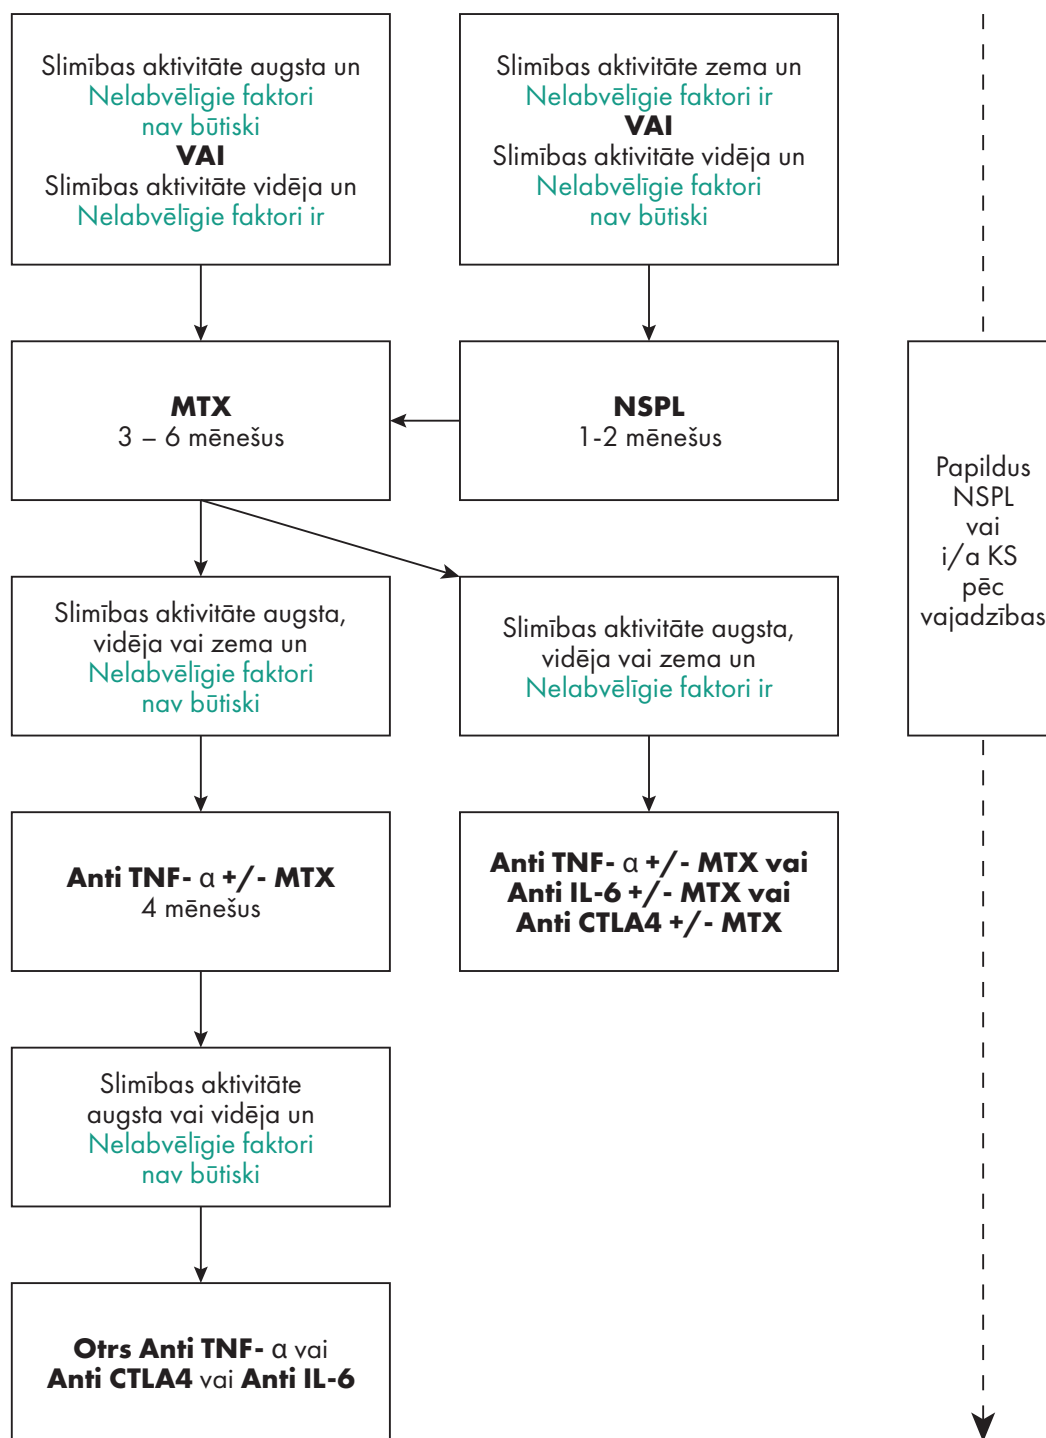 Slimības aktivitāte augsta un
Nelabvēlīgie faktori
nav būtiski
VAI
Slimības aktivitāte vidēja un
Nelabvēlīgie faktori ir
Slimības aktivitāte zema un
Nelabvēlīgie faktori ir
VAI
Slimības aktivitāte vidēja un
Nelabvēlīgie faktori
nav būtiski
MTX
3 – 6 mēnešus
NSPL
1-2 mēnešus
Papildus
NSPL
vai
i/a KS
pēc
vajadzības
Slimības aktivitāte augsta,
vidēja vai zema un
Nelabvēlīgie faktori
nav būtiski
Slimības aktivitāte augsta,
vidēja vai zema un
Nelabvēlīgie faktori ir
Anti TNF- α +/- MTX
4 mēnešus
Anti TNF- α +/- MTX vai
Anti IL-6 +/- MTX vai
Anti CTLA4 +/- MTX
Slimības aktivitāte
augsta vai vidēja un
Nelabvēlīgie faktori
nav būtiski
Otrs Anti TNF- α vai
Anti CTLA4 vai Anti IL-6